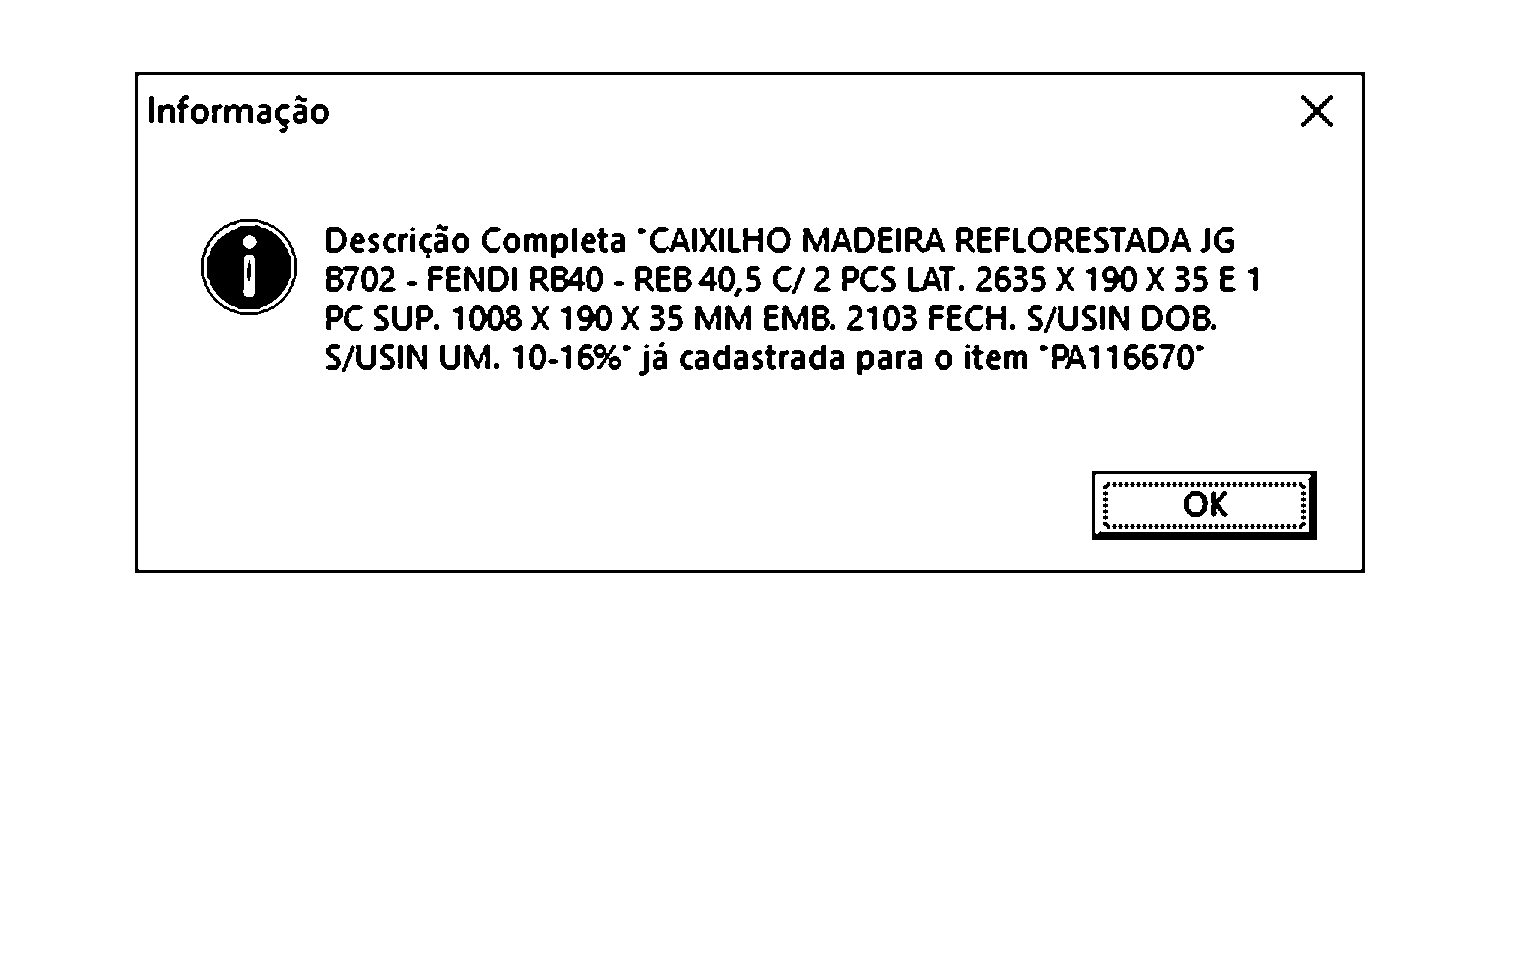 Informação
Descrição Completa "CAIXILHO MADEIRA REFLORESTADA JG
B702 - FENDI RB40 - REB 40,5 C/ 2 PCS LAT. 2635 X 190 X 35 E 1
PC SUP. 1008 X 190 X 35 MM EMB. 2103 FECH. S/USIN DOB.
S/USIN UM. 10-16%" já cadastrada para o item "PA116670"
OK